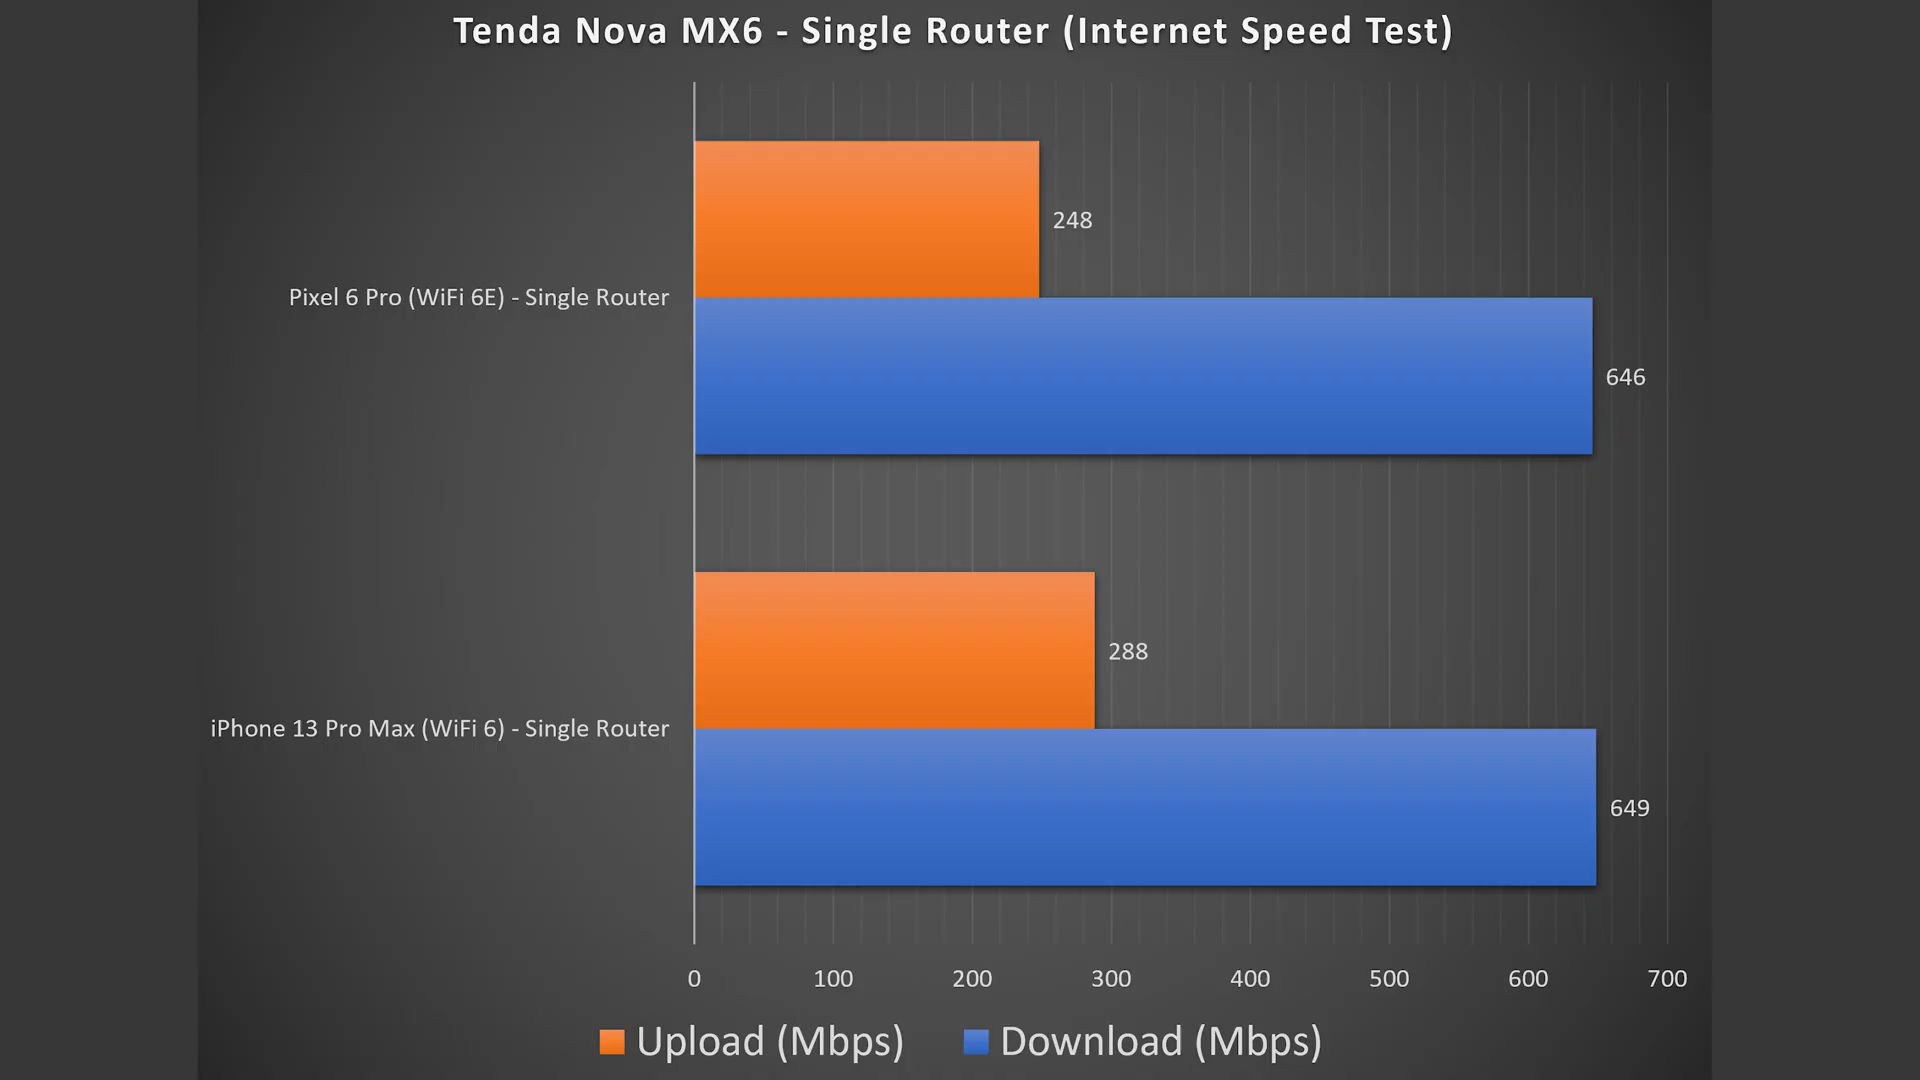 Tenda Nova MX6 - Single Router (Internet Speed Test)
248
Pixel 6 Pro (WiFi 6E) - Single Router
646
288
iPhone 13 Pro Max (WiFi 6) - Single Router
649
0 100 200 300 400 500 600 700
Upload (Mbps) Download (Mbps)